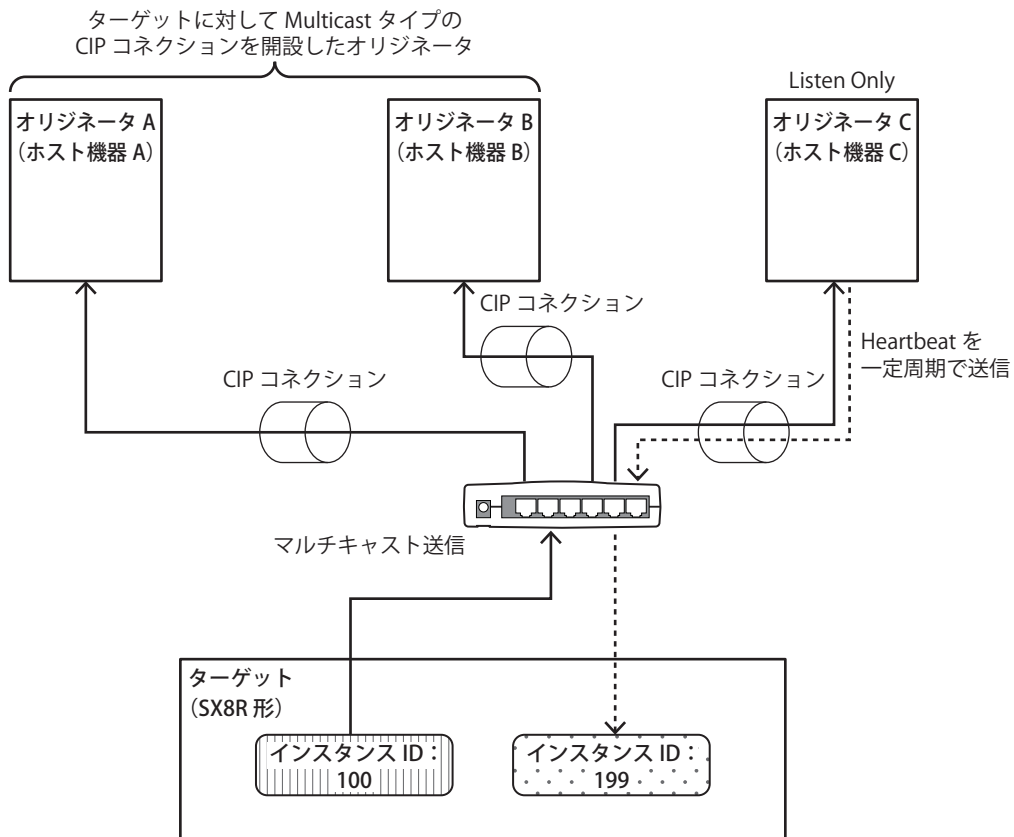 ターゲットに対して Multicast タイプの
CIP コネクションを開設したオリジネータ
Listen Only
オリジネータ A
（ホスト機器 A）
オリジネータ B
（ホスト機器 B）
オリジネータ C
（ホスト機器 C）
CIP コネクション
Heartbeat を
一定周期で送信
CIP コネクション
CIP コネクション
マルチキャスト送信
ターゲット
（SX8R 形）
インスタンス ID：
100
インスタンス ID：
199